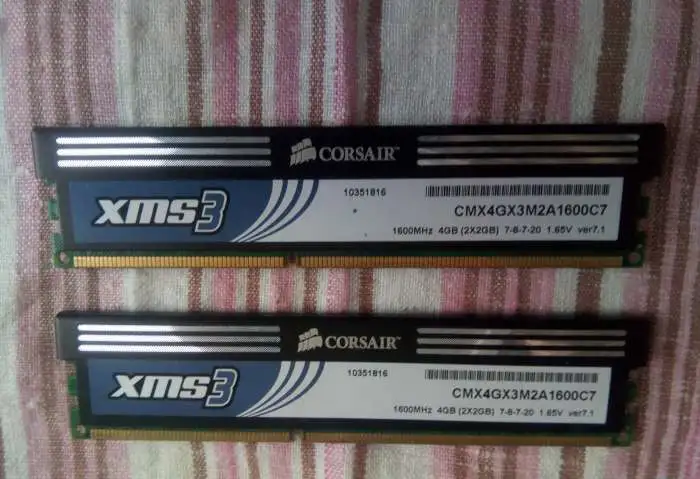 CORSAIR
xms3
10351816
CMX4GX3M2A1600C7
1600MHz 4GB (2X2GB) 7-8-7-20 1.65V ver7.1
CORSAIR
xms3
10351816
CMX4GX3M2A1600C7
1600MHz 4GB (2X2GB) 7-8-7-20 1.65V ver7.1